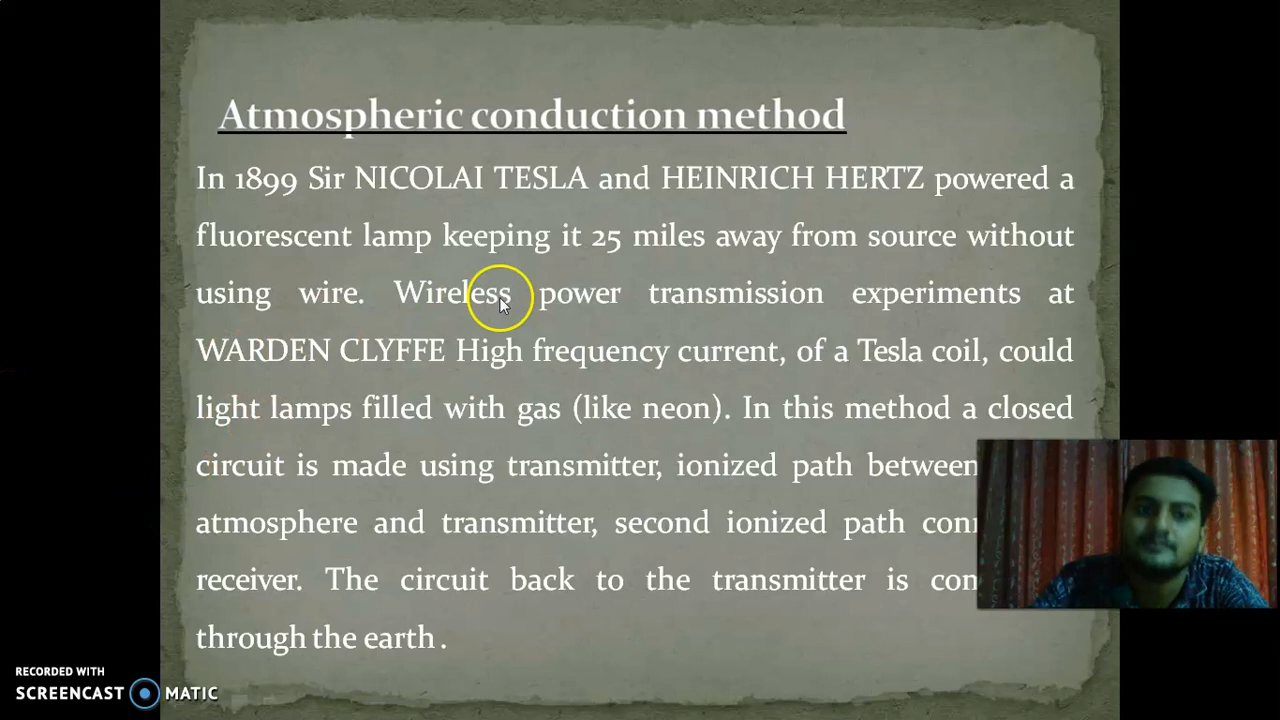 Atmospheric conduction method
In 1899 Sir NICOLAI TESLA and HEINRICH HERTZ powered a
fluorescent lamp keeping it 25 miles away from source without
using wire. Wireless power transmission experiments at
WARDEN CLYFFE High frequency current, of a Tesla coil, could
light lamps filled with gas (like neon). In this method a closed
circuit is made using transmitter, ionized path between
atmosphere and transmitter, second ionized path
receiver. The circuit back to the transmitter is
through the earth .
RECORDED WITH
SCREENCAST MATIC